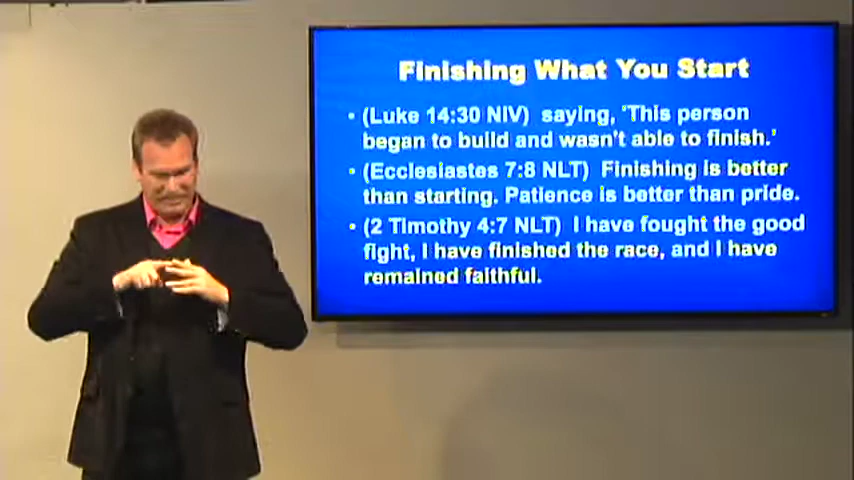 Finishing What You Start
• (Luke 14:30 NIV) saying, 'This person
began to build and wasn't able to finish.'
• (Ecclesiastes 7:8 NLT) Finishing is better
than starting. Patience is better than pride.
• (2 Timothy 4:7 NLT) I have fought the good
fight, I have finished the race, and I have
remained faithful.